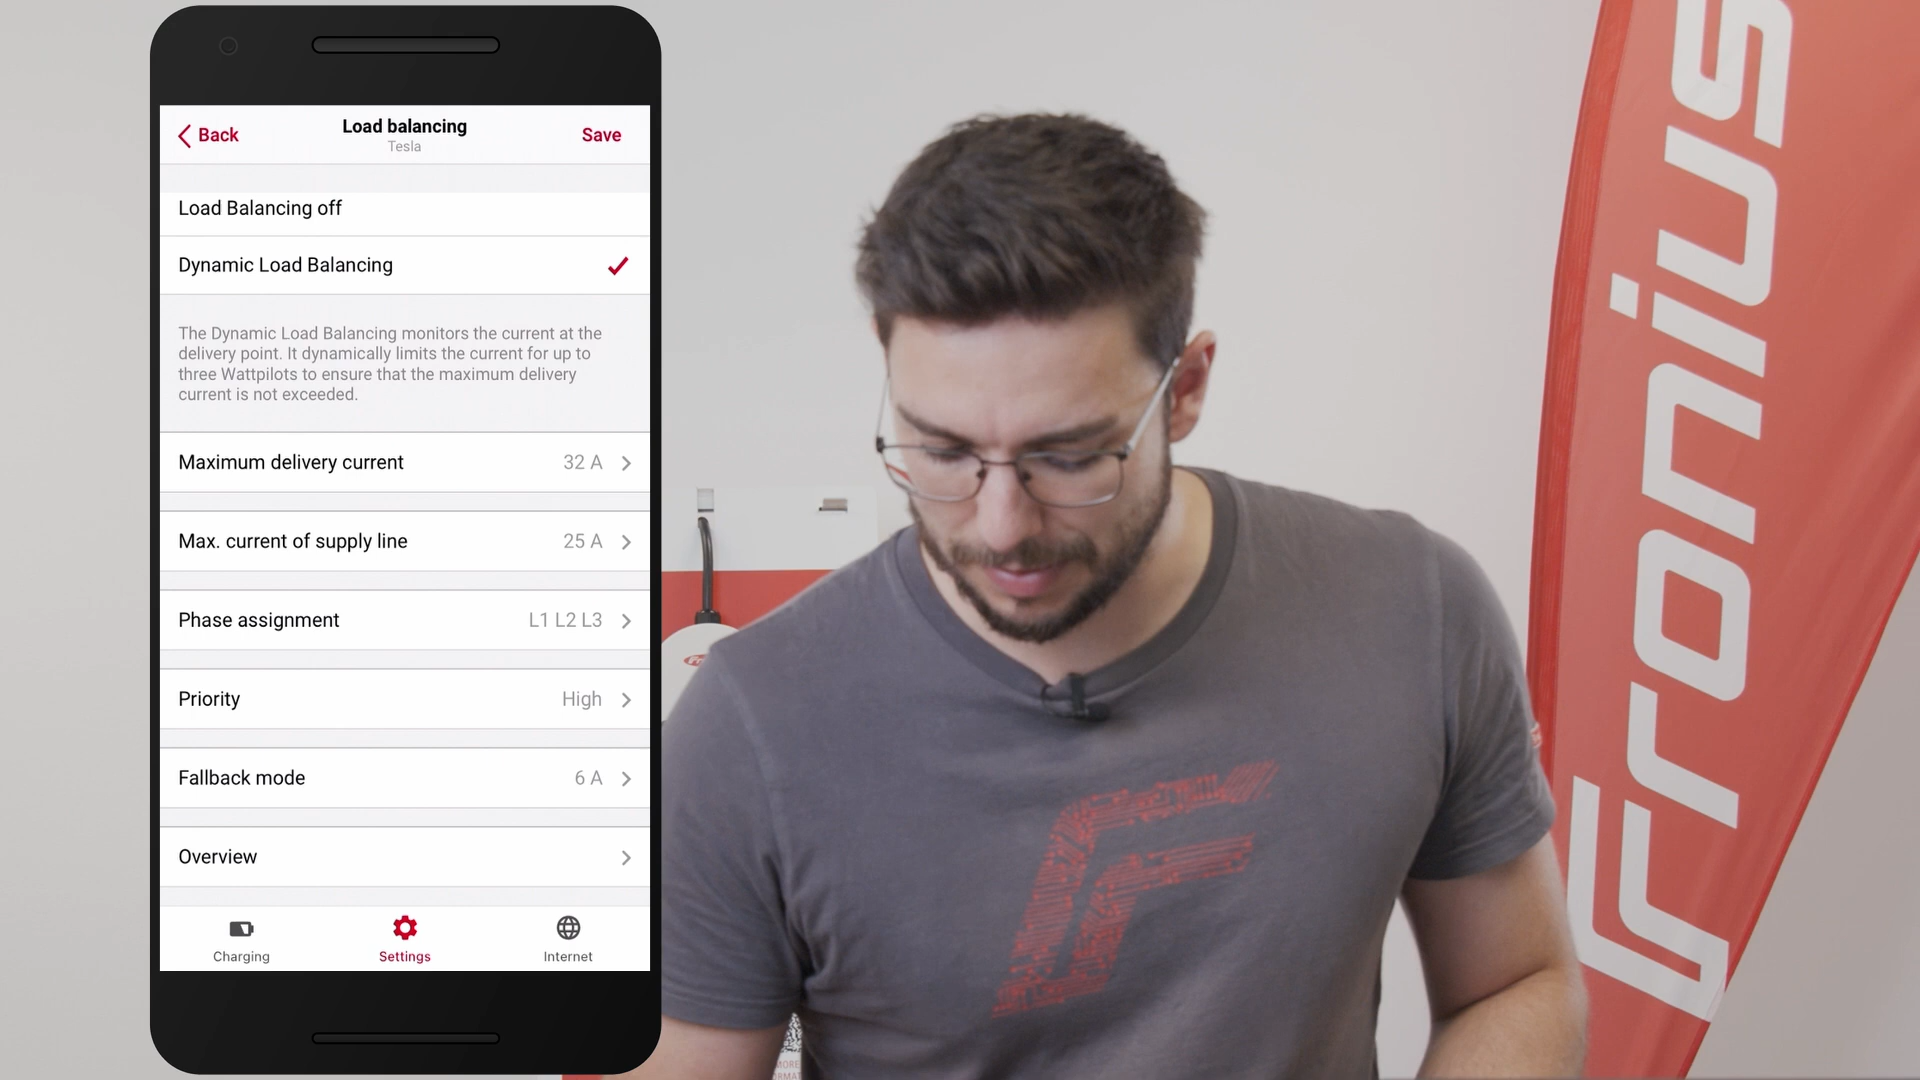 Back
Load balancing
Save
Tesla
Load Balancing off
Dynamic Load Balancing
The Dynamic Load Balancing monitors the current at the
delivery point. It dynamically limits the current for up to
three Wattpilots to ensure that the maximum delivery
current is not exceeded.
Maximum delivery current 32 A
Max. current of supply line 25 A
Phase assignment L1 L2 L3
Priority High
Fallback mode 6 A
Overview
Charging
Settings
Internet
Fronius
MORE